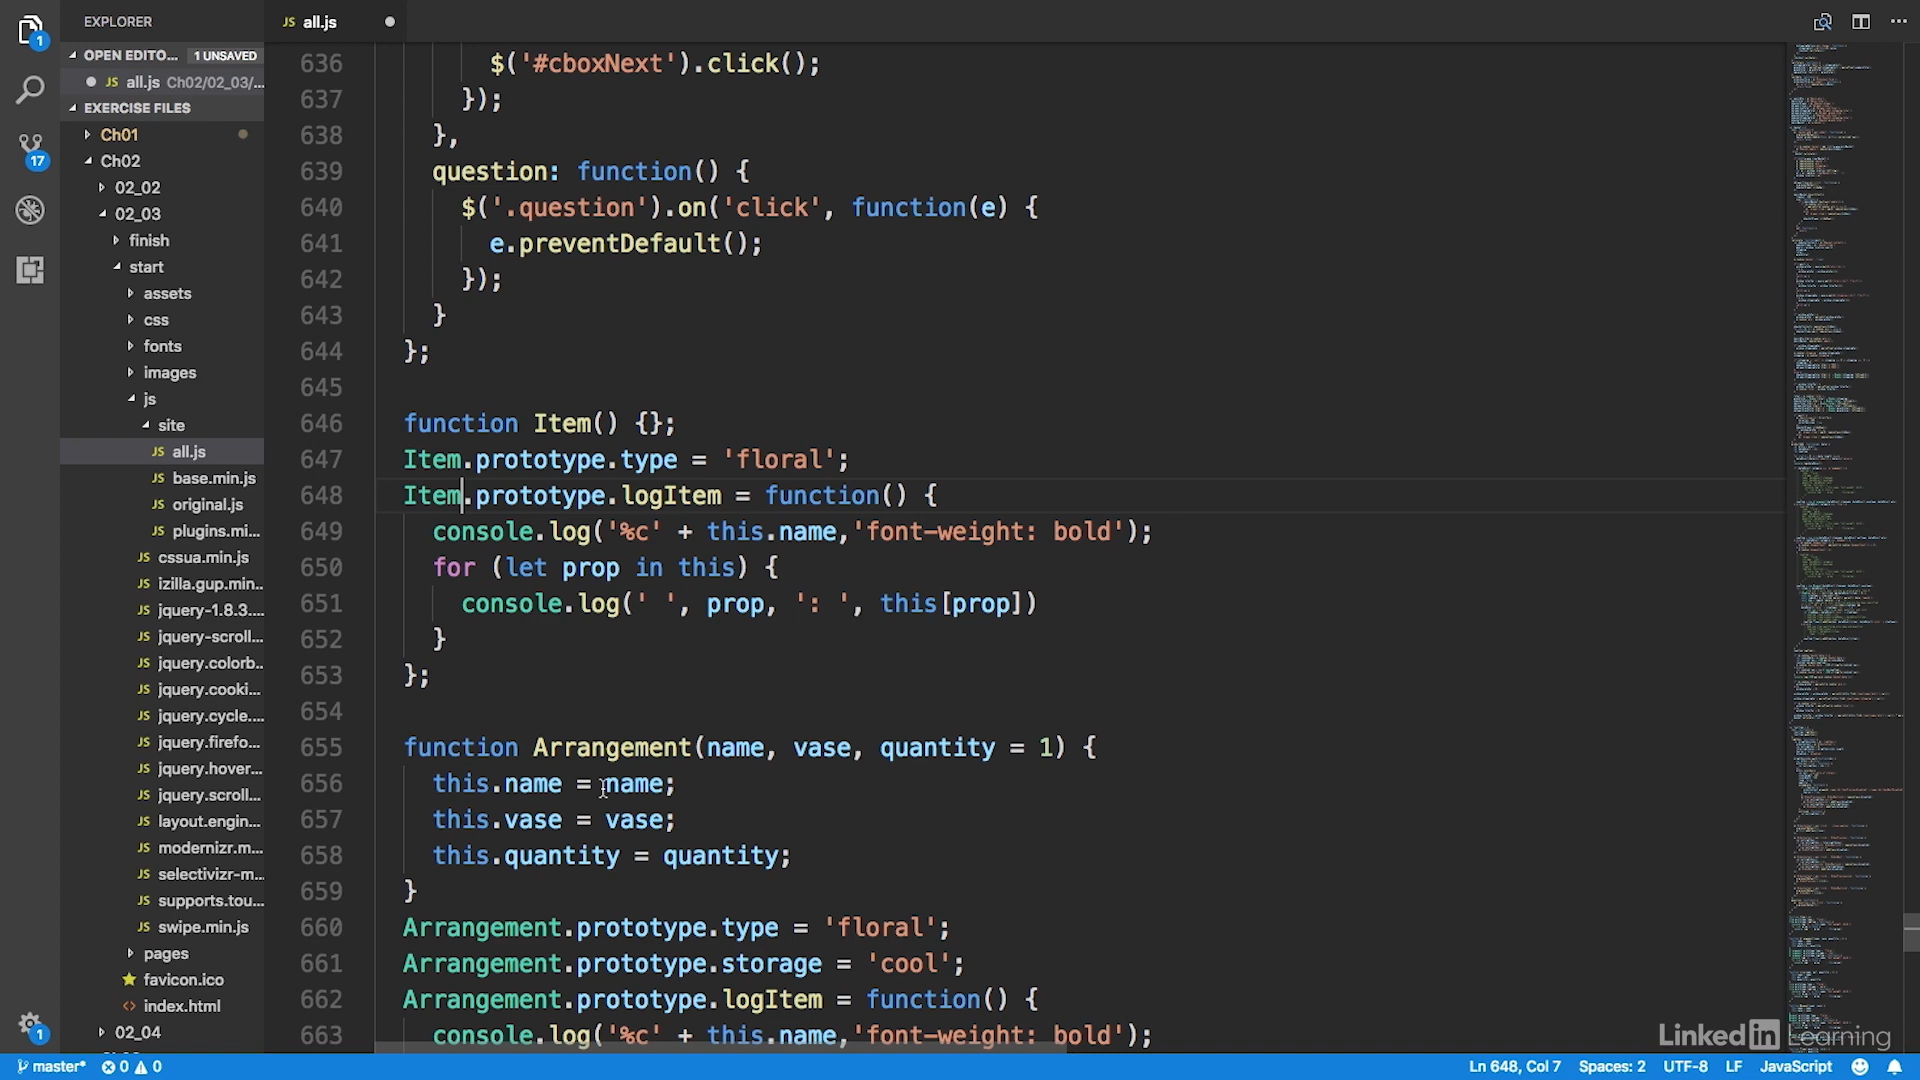 EXPLORER
OPEN EDITO... 1 UNSAVED
JS all.js Ch02/02_03/...
EXERCISE FILES
Ch01
Ch02
02_02
02_03
finish
start
assets
css
fonts
images
js
site
JS all.js
JS base.min.js
JS original.js
JS plugins.mi...
JS cssua.min.js
JS izilla.gup.min...
JS jquery-1.8.3....
JS jquery-scroll...
JS jquery.colorb...
JS jquery.cooki...
JS jquery.cycle....
JS jquery.firefo...
JS jquery.hover...
JS jquery.scroll...
JS layout.engin...
JS modernizr.m...
JS selectivizr-m...
JS supports.tou...
JS swipe.min.js
pages
favicon.ico
<> index.html
02_04
1
17
1
JS all.js
636 $('#cboxNext').click();
637 });
638 },
639 question: function() {
640 $('.question').on('click', function(e) {
641 e.preventDefault();
642 });
643 }
644 };
645
646 function Item() {};
647 Item.prototype.type = 'floral';
648 Item.prototype.logItem = function() {
649 console.log('%c' + this.name,'font-weight: bold');
650 for (let prop in this) {
651 console.log(' ', prop, ': ', this[prop])
652 }
653 };
654
655 function Arrangement(name, vase, quantity = 1) {
656 this.name = name;
657 this.vase = vase;
658 this.quantity = quantity;
659 }
660 Arrangement.prototype.type = 'floral';
661 Arrangement.prototype.storage = 'cool';
662 Arrangement.prototype.logItem = function() {
663 console.log('%c' + this.name,'font-weight: bold');
LinkedIn Learning
master* 0 0 Ln 648, Col 7 Spaces: 2 UTF-8 LF JavaScript